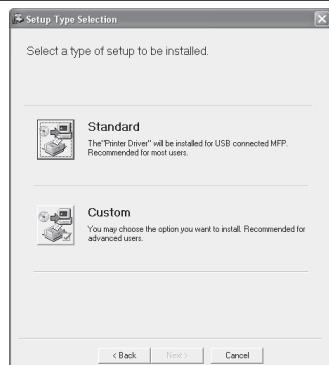 Setup Type Selection
Select a type of setup to be installed.
Standard
The"Printer Driver" will be installed for USB connected MFP.
Recommended for most users.
Custom
You may choose the option you want to install. Recommended for
advanced users.
< Back Next > Cancel